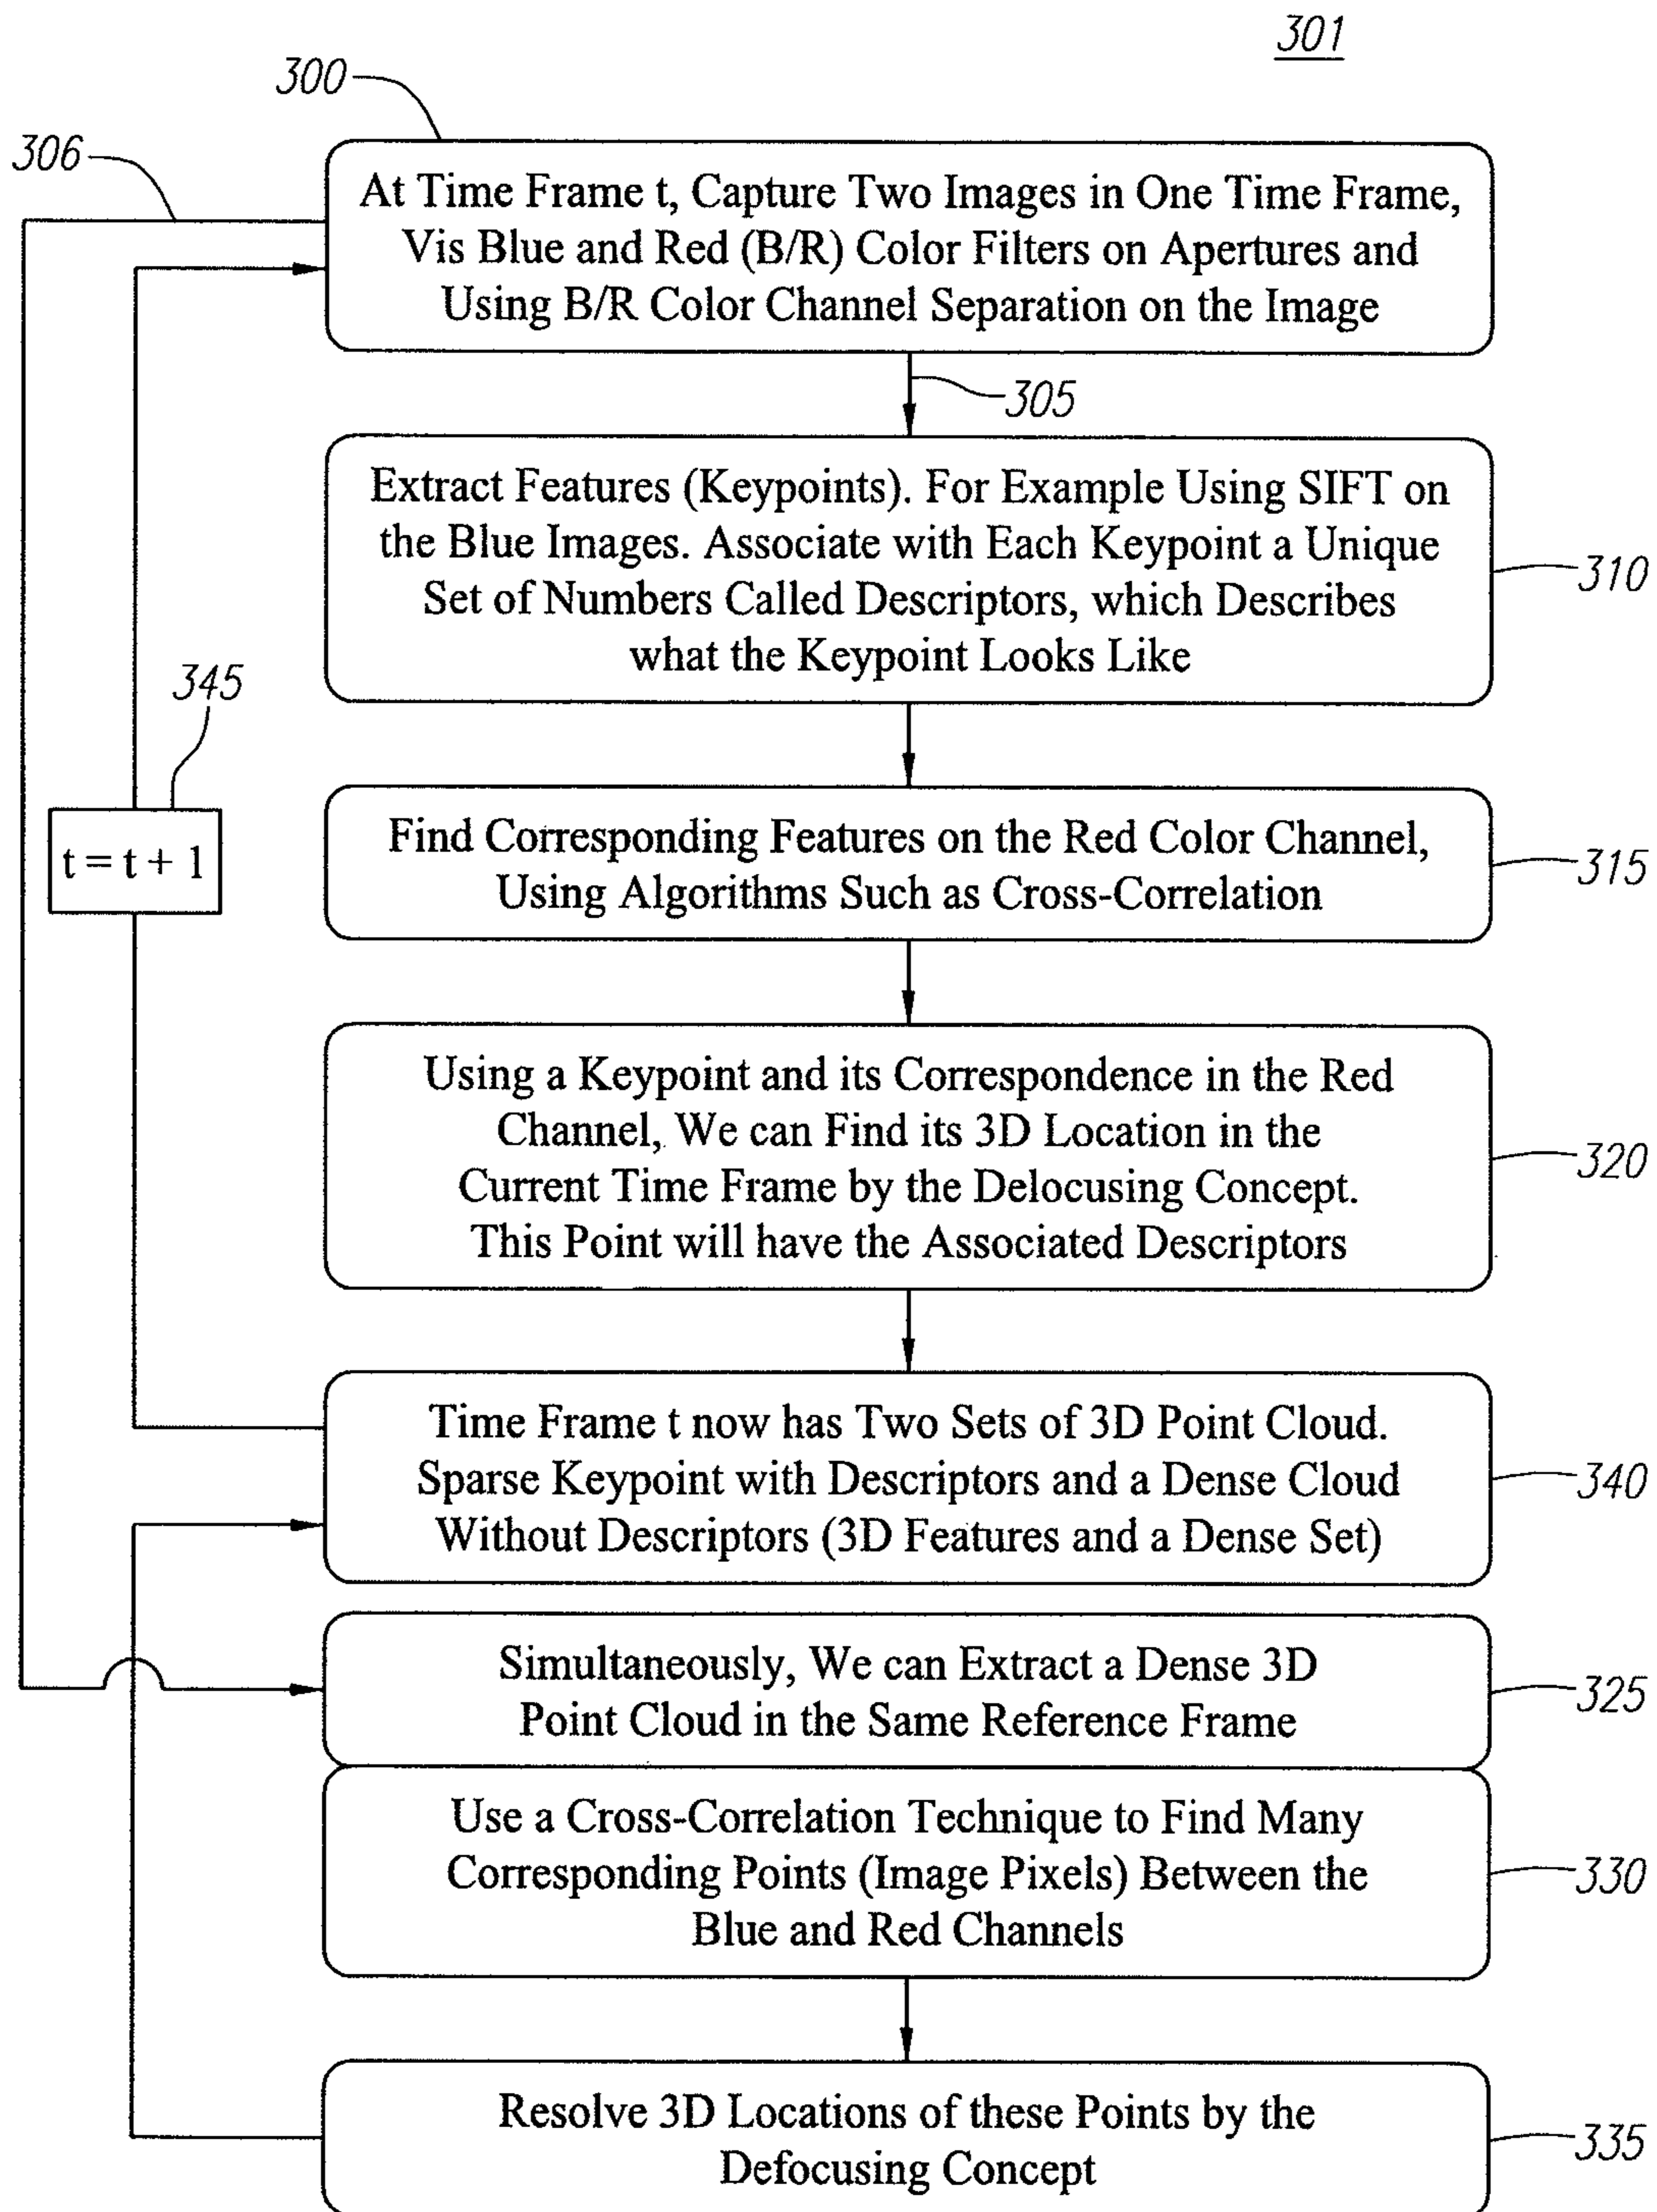 301
300
306
At Time Frame t, Capture Two Images in One Time Frame,
Vis Blue and Red (B/R) Color Filters on Apertures and
Using B/R Color Channel Separation on the Image
305
Extract Features (Keypoints). For Example Using SIFT on
the Blue Images. Associate with Each Keypoint a Unique
Set of Numbers Called Descriptors, which Describes
what the Keypoint Looks Like
310
345
t = t + 1
Find Corresponding Features on the Red Color Channel,
Using Algorithms Such as Cross-Correlation
315
Using a Keypoint and its Correspondence in the Red
Channel, We can Find its 3D Location in the
Current Time Frame by the Delocusing Concept.
This Point will have the Associated Descriptors
320
Time Frame t now has Two Sets of 3D Point Cloud.
Sparse Keypoint with Descriptors and a Dense Cloud
Without Descriptors (3D Features and a Dense Set)
340
Simultaneously, We can Extract a Dense 3D
Point Cloud in the Same Reference Frame
325
Use a Cross-Correlation Technique to Find Many
Corresponding Points (Image Pixels) Between the
Blue and Red Channels
330
Resolve 3D Locations of these Points by the
Defocusing Concept
335